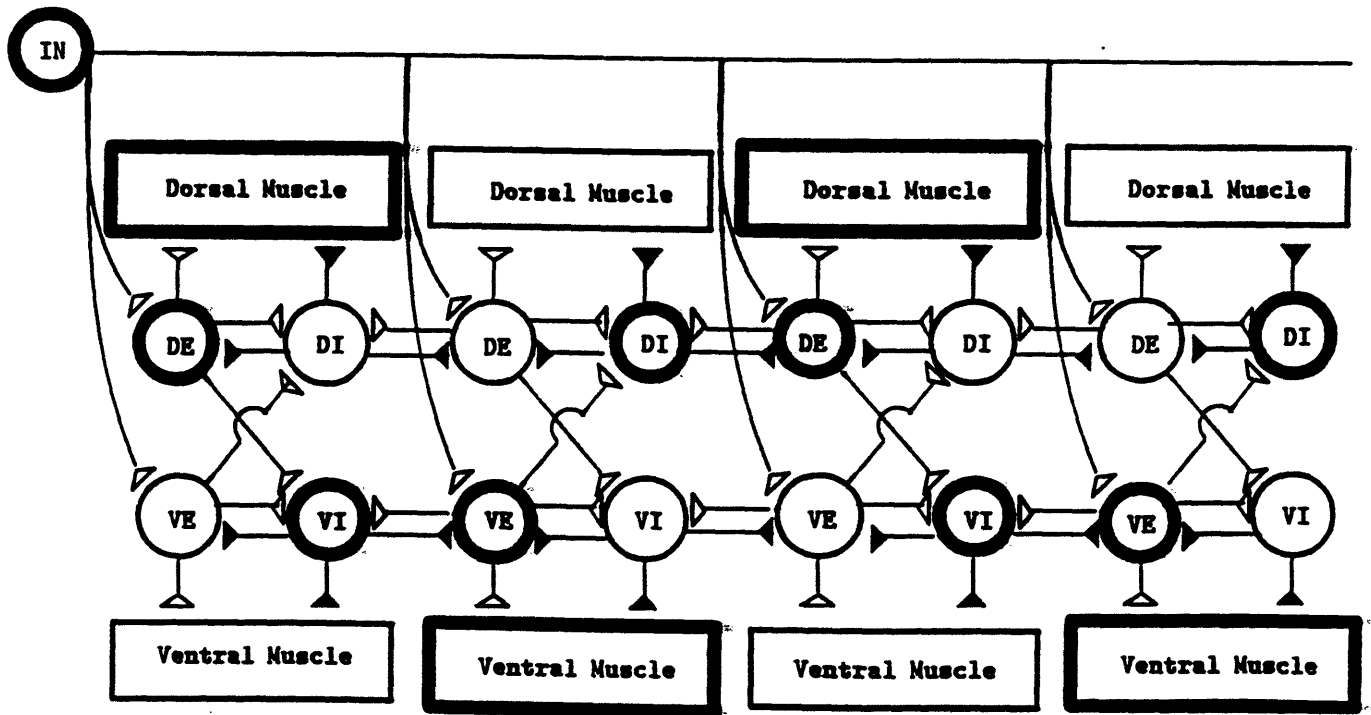 IN
Dorsal Muscle Dorsal Muscle Dorsal Muscle Dorsal Muscle
DE DI DE DI DE DI DE DI
VE VI VE VI VE VI VE VI
Ventral Muscle Ventral Muscle Ventral Muscle Ventral Muscle